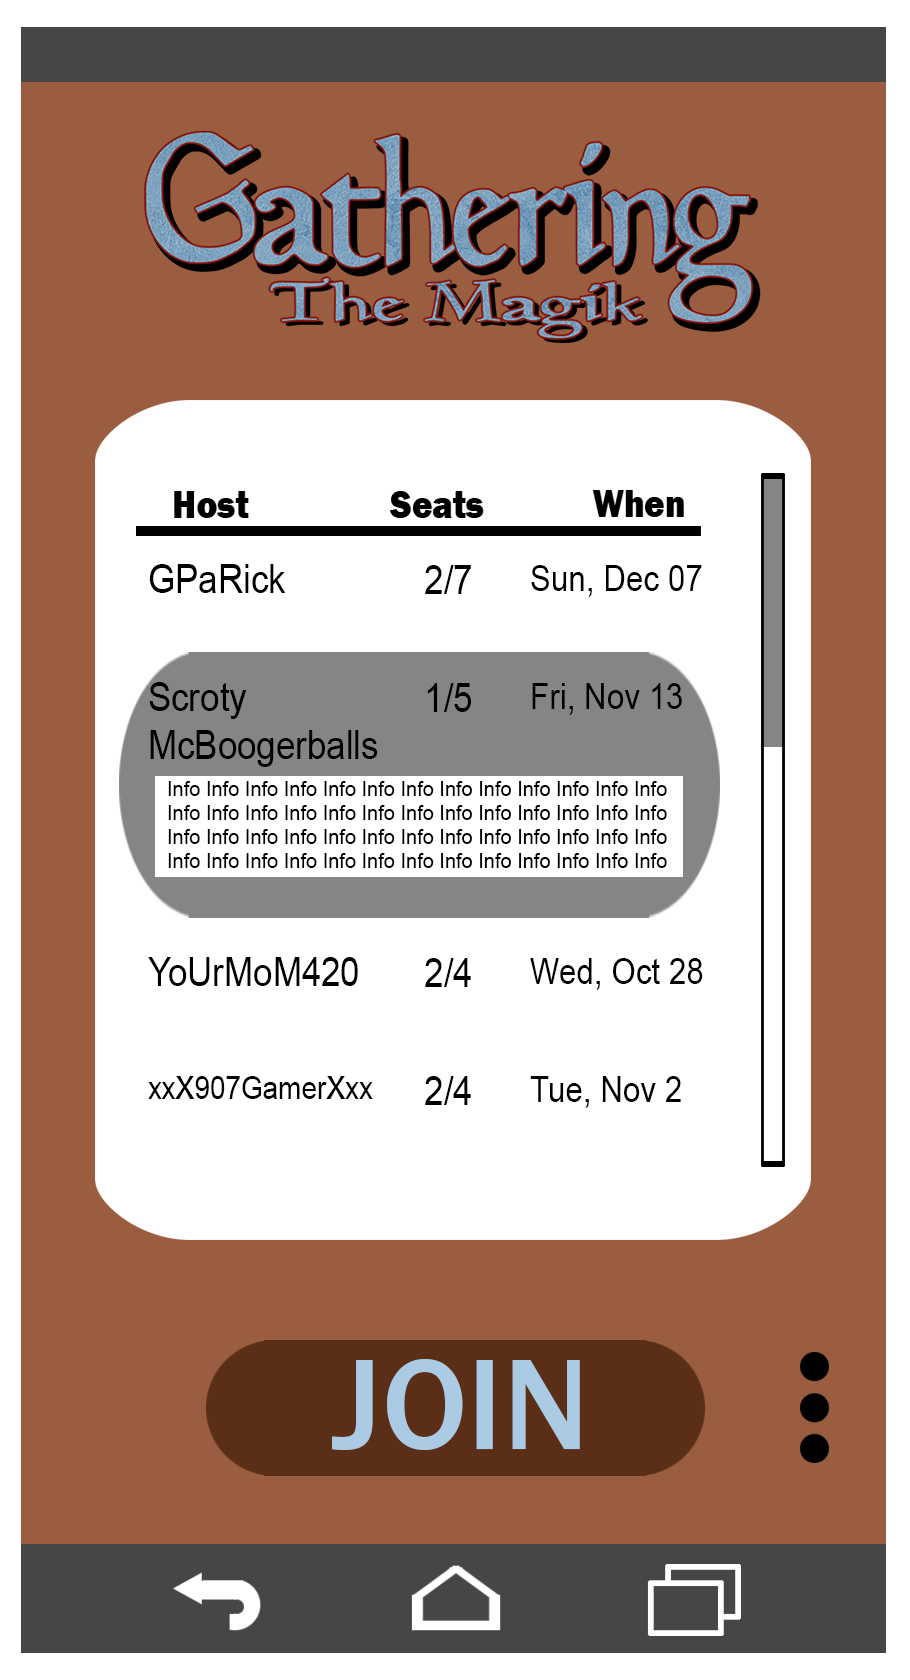 Gathering
The Magik
Host Seats When
GPaRick 2/7 Sun, Dec 07
Scroty 1/5 Fri, Nov 13
McBoogerballs
Info Info Info Info Info Info Info Info Info Info Info Info Info
Info Info Info Info Info Info Info Info Info Info Info Info Info
Info Info Info Info Info Info Info Info Info Info Info Info Info
Info Info Info Info Info Info Info Info Info Info Info Info Info
YoUrMoM420 2/4 Wed, Oct 28
xxX907GamerXxx 2/4 Tue, Nov 2
JOIN